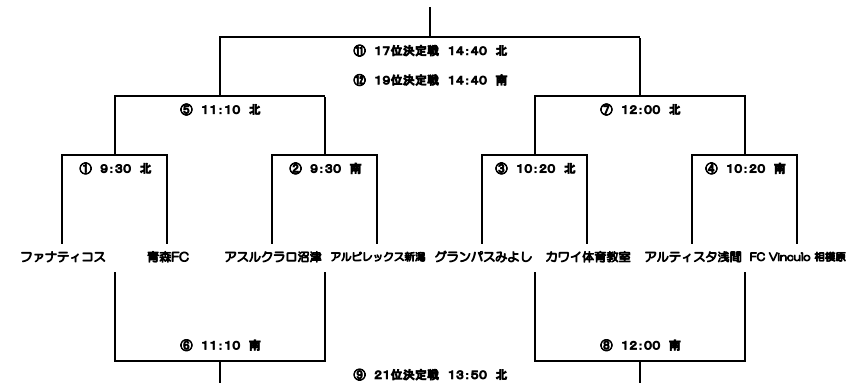 ⑪ 17位決定戦 14:40 北
⑫ 19位決定戦 14:40 南
⑤ 11:10 北
⑦ 12:00 北
① 9:30 北
② 9:30 南
③ 10:20 北
④ 10:20 南
ファナティコス 青森FC アスルクラロ沼津 アルビレックス新潟 グランパスみよし カワイ体育教室 アルティスタ浅間 FC Vinculo 相模原
⑥ 11:10 南
⑧ 12:00 南
⑨ 21位決定戦 13:50 北